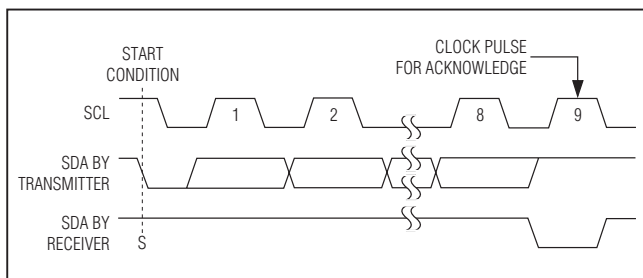 START
CONDITION
CLOCK PULSE
FOR ACKNOWLEDGE
SCL
1
2
8
9
SDA BY
TRANSMITTER
SDA BY
RECEIVER
S